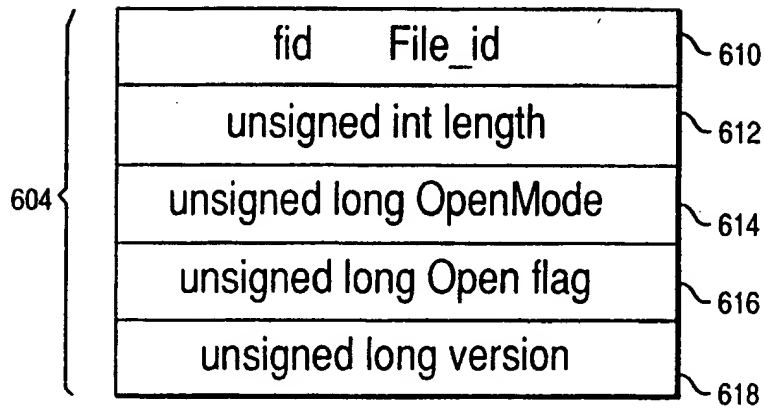 fid File_id 610
unsigned int length 612
604 unsigned long OpenMode 614
unsigned long Open flag 616
unsigned long version 618